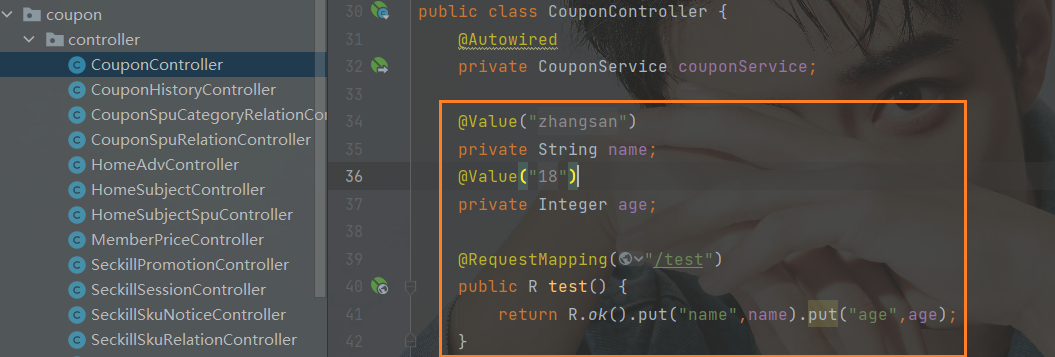 coupon
controller
CouponController
CouponHistoryController
CouponSpuCategoryRelationCo
CouponSpuRelationController
HomeAdvController
HomeSubjectController
HomeSubjectSpuController
MemberPriceController
SeckillPromotionController
SeckillSessionController
SeckillSkuNoticeController
SeckillSkuRelationController
30 public class CouponController {
31 @Autowired
32 private CouponService couponService;
33
34 @Value("zhangsan")
35 private String name;
36 @Value("18")
37 private Integer age;
38
39 @RequestMapping("/test")
40 public R test() {
41 return R.ok().put("name",name).put("age",age);
42 }